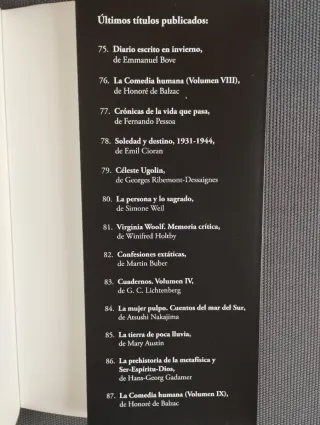 Últimos títulos publicados:
75. Diario escrito en invierno,
de Emmanuel Bove
76. La Comedia humana (Volumen VIII),
de Honoré de Balzac
77. Crónicas de la vida que pasa,
de Fernando Pessoa
78. Soledad y destino, 1931-1944,
de Emil Cioran
79. Céleste Ugolin,
de Georges Ribemont-Dessaignes
80. La persona y lo sagrado,
de Simone Weil
81. Virginia Woolf. Memoria crítica,
de Winifred Holtby
82. Confesiones extáticas,
de Martin Buber
83. Cuadernos. Volumen IV,
de G. C. Lichtenberg
84. La mujer pulpo. Cuentos del mar del Sur,
de Atsushi Nakajima
85. La tierra de poca lluvia,
de Mary Austin
86. La prehistoria de la metafísica y
Ser-Espíritu-Dios,
de Hans-Georg Gadamer
87. La Comedia humana (Volumen IX),
de Honoré de Balzac